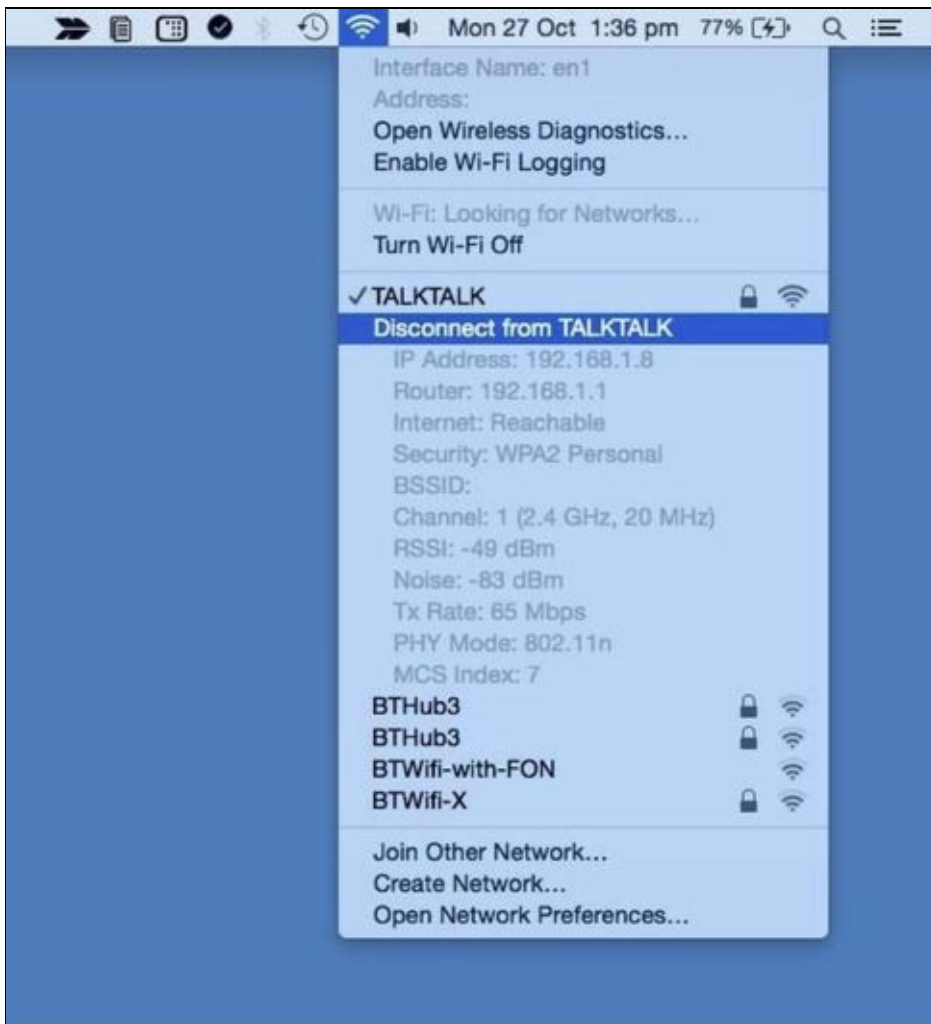 Mon 27 Oct 1:36 pm 77%
Interface Name: en1
Address:
Open Wireless Diagnostics...
Enable Wi-Fi Logging
Wi-Fi: Looking for Networks...
Turn Wi-Fi Off
TALKTALK
Disconnect from TALKTALK
IP Address: 192.168.1.8
Router: 192.168.1.1
Internet: Reachable
Security: WPA2 Personal
BSSID:
Channel: 1 (2.4 GHz, 20 MHz)
RSSI: -49 dBm
Noise: -83 dBm
Tx Rate: 65 Mbps
PHY Mode: 802.11n
MCS Index: 7
BTHub3
BTHub3
BTWifi-with-FON
BTWifi-X
Join Other Network...
Create Network...
Open Network Preferences...